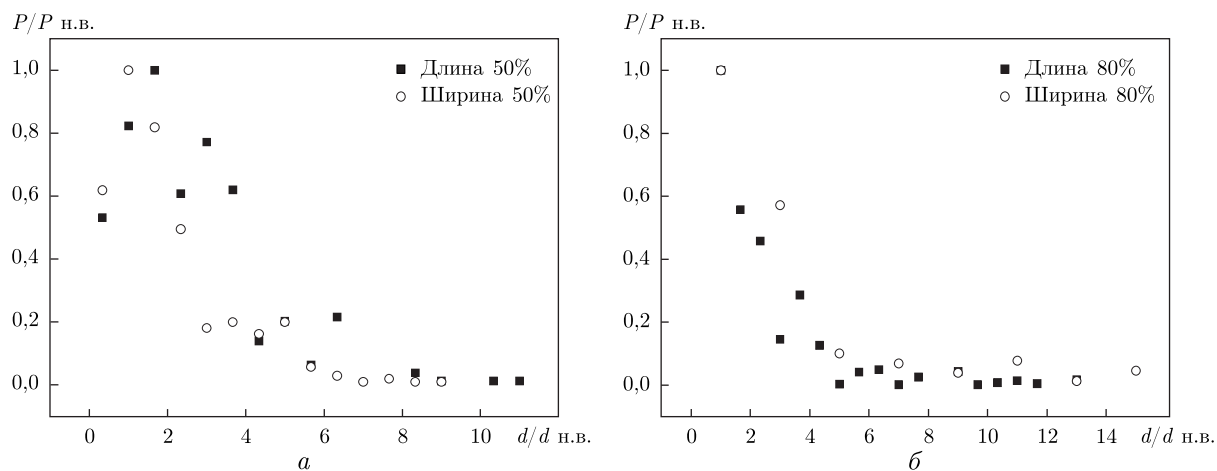 P/P н.в.
1,0
0,8
0,6
0,4
0,2
0,0
Длина 50%
Ширина 50%
0 2 4 6 8 10 d/d н.в.
а
P/P н.в.
1,0
0,8
0,6
0,4
0,2
0,0
Длина 80%
Ширина 80%
0 2 4 6 8 10 12 14 d/d н.в.
б